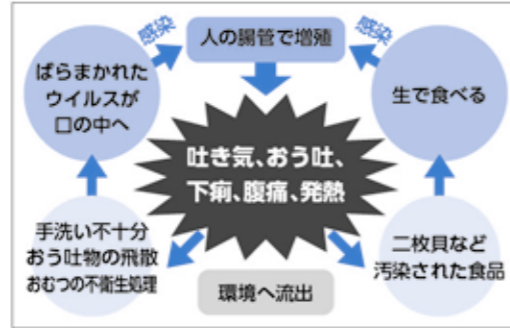 感染
人の腸管で増殖
感染
ばらまかれた
ウイルスが
口の中へ
生で食べる
吐き気、おう吐、
下痢、腹痛、発熱
手洗い不十分
おう吐物の飛散
おむつの不衛生処理
二枚貝など
汚染された食品
環境へ流出